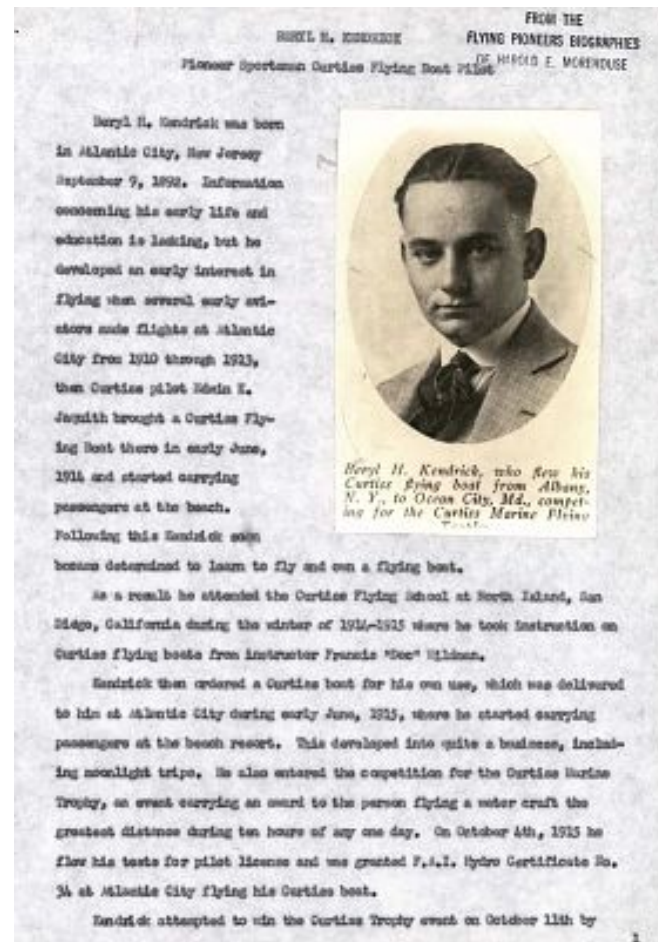 BERYL H. KENDRICK
FROM THE
FLYING PIONEERS BIOGRAPHIES
OF HAROLD E. MOREHOUSE
Pioneer Sportsman Curtiss Flying Boat Pilot
Beryl H. Kendrick was born
in Atlantic City, New Jersey
September 9, 1892. Information
concerning his early life and
education is lacking, but he
developed an early interest in
flying when several early avi-
ators made flights at Atlantic
City from 1910 through 1913,
then Curtiss pilot Edwin K.
Jaquith brought a Curtiss Fly-
ing Boat there in early June,
1914 and started carrying
passengers at the beach.
Following this Kendrick soon
became determined to learn to fly and own a flying boat.
Beryl H. Kendrick, who flew his
Curtiss flying boat from Albany,
N. Y., to Ocean City, Md., compet-
ing for the Curtiss Marine Flying
As a result he attended the Curtiss Flying School at North Island, San
Diego, California during the winter of 1914-1915 where he took instruction on
Curtiss flying boats from instructor Francis "Doc" Wildman.
Kendrick then ordered a Curtiss boat for his own use, which was delivered
to him at Atlantic City during early June, 1915, where he started carrying
passengers at the beach resort. This developed into quite a business, includ-
ing moonlight trips. He also entered the competition for the Curtiss Marine
Trophy, an event carrying an award to the person flying a water craft the
greatest distance during ten hours of any one day. On October 4th, 1915 he
flew his tests for pilot license and was granted F.A.I. Hydro Certificate No.
34 at Atlantic City flying his Curtiss boat.
Kendrick attempted to win the Curtiss Trophy event on October 11th by
1